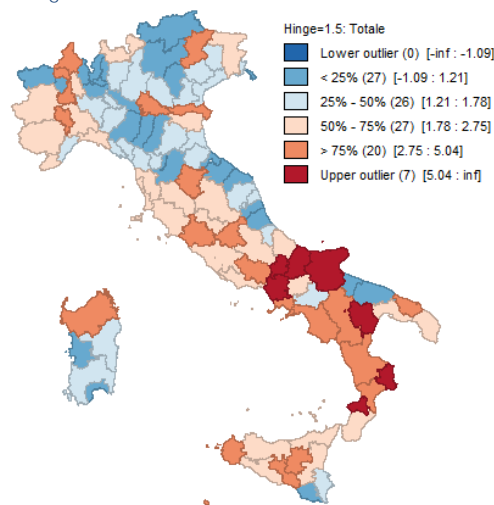 Hinge=1.5: Totale
Lower outlier (0) [-inf : -1.09]
< 25% (27) [-1.09 : 1.21]
25% - 50% (26) [1.21 : 1.78]
50% - 75% (27) [1.78 : 2.75]
> 75% (20) [2.75 : 5.04]
Upper outlier (7) [5.04 : inf]